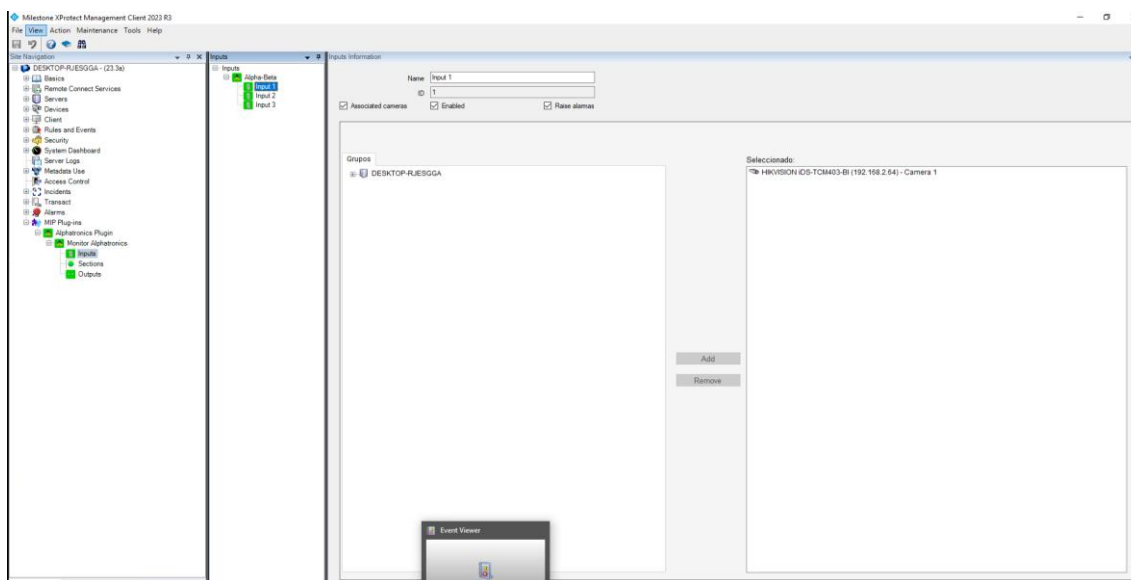 Milestone XProtect Management Client 2023 R3
File View Action Maintenance Tools Help
Site Navigation
DESKTOP-RJESGGA - (23.3a)
Basics
Remote Connect Services
Servers
Devices
Client
Rules and Events
Security
System Dashboard
Server Logs
Metadata Use
Access Control
Incidents
Transact
Alarms
MIP Plug-ins
Alphatronics Plugin
Monitor Alphatronics
Inputs
Sections
Outputs
Inputs
Inputs
Alpha-Beta
Input 1
Input 2
Input 3
Inputs Information
Name Input 1
ID 1
Associated cameras Enabled Raise alarmas
Grupos
DESKTOP-RJESGGA
Add
Remove
Seleccionado:
HIKVISION iDS-TCM403-BI (192.168.2.64) - Camera 1
Event Viewer